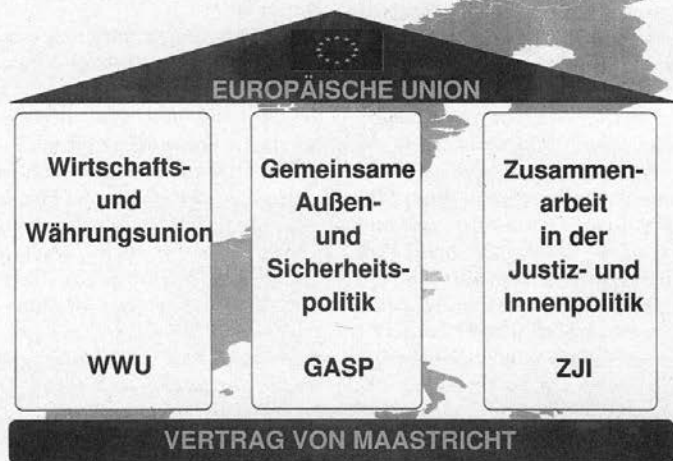 EUROPÄISCHE UNION
Wirtschafts-
und
Währungsunion
WWU
Gemeinsame
Außen-
und
Sicherheits-
politik
GASP
Zusammen-
arbeit
in der
Justiz- und
Innenpolitik
ZJI
VERTRAG VON MAASTRICHT